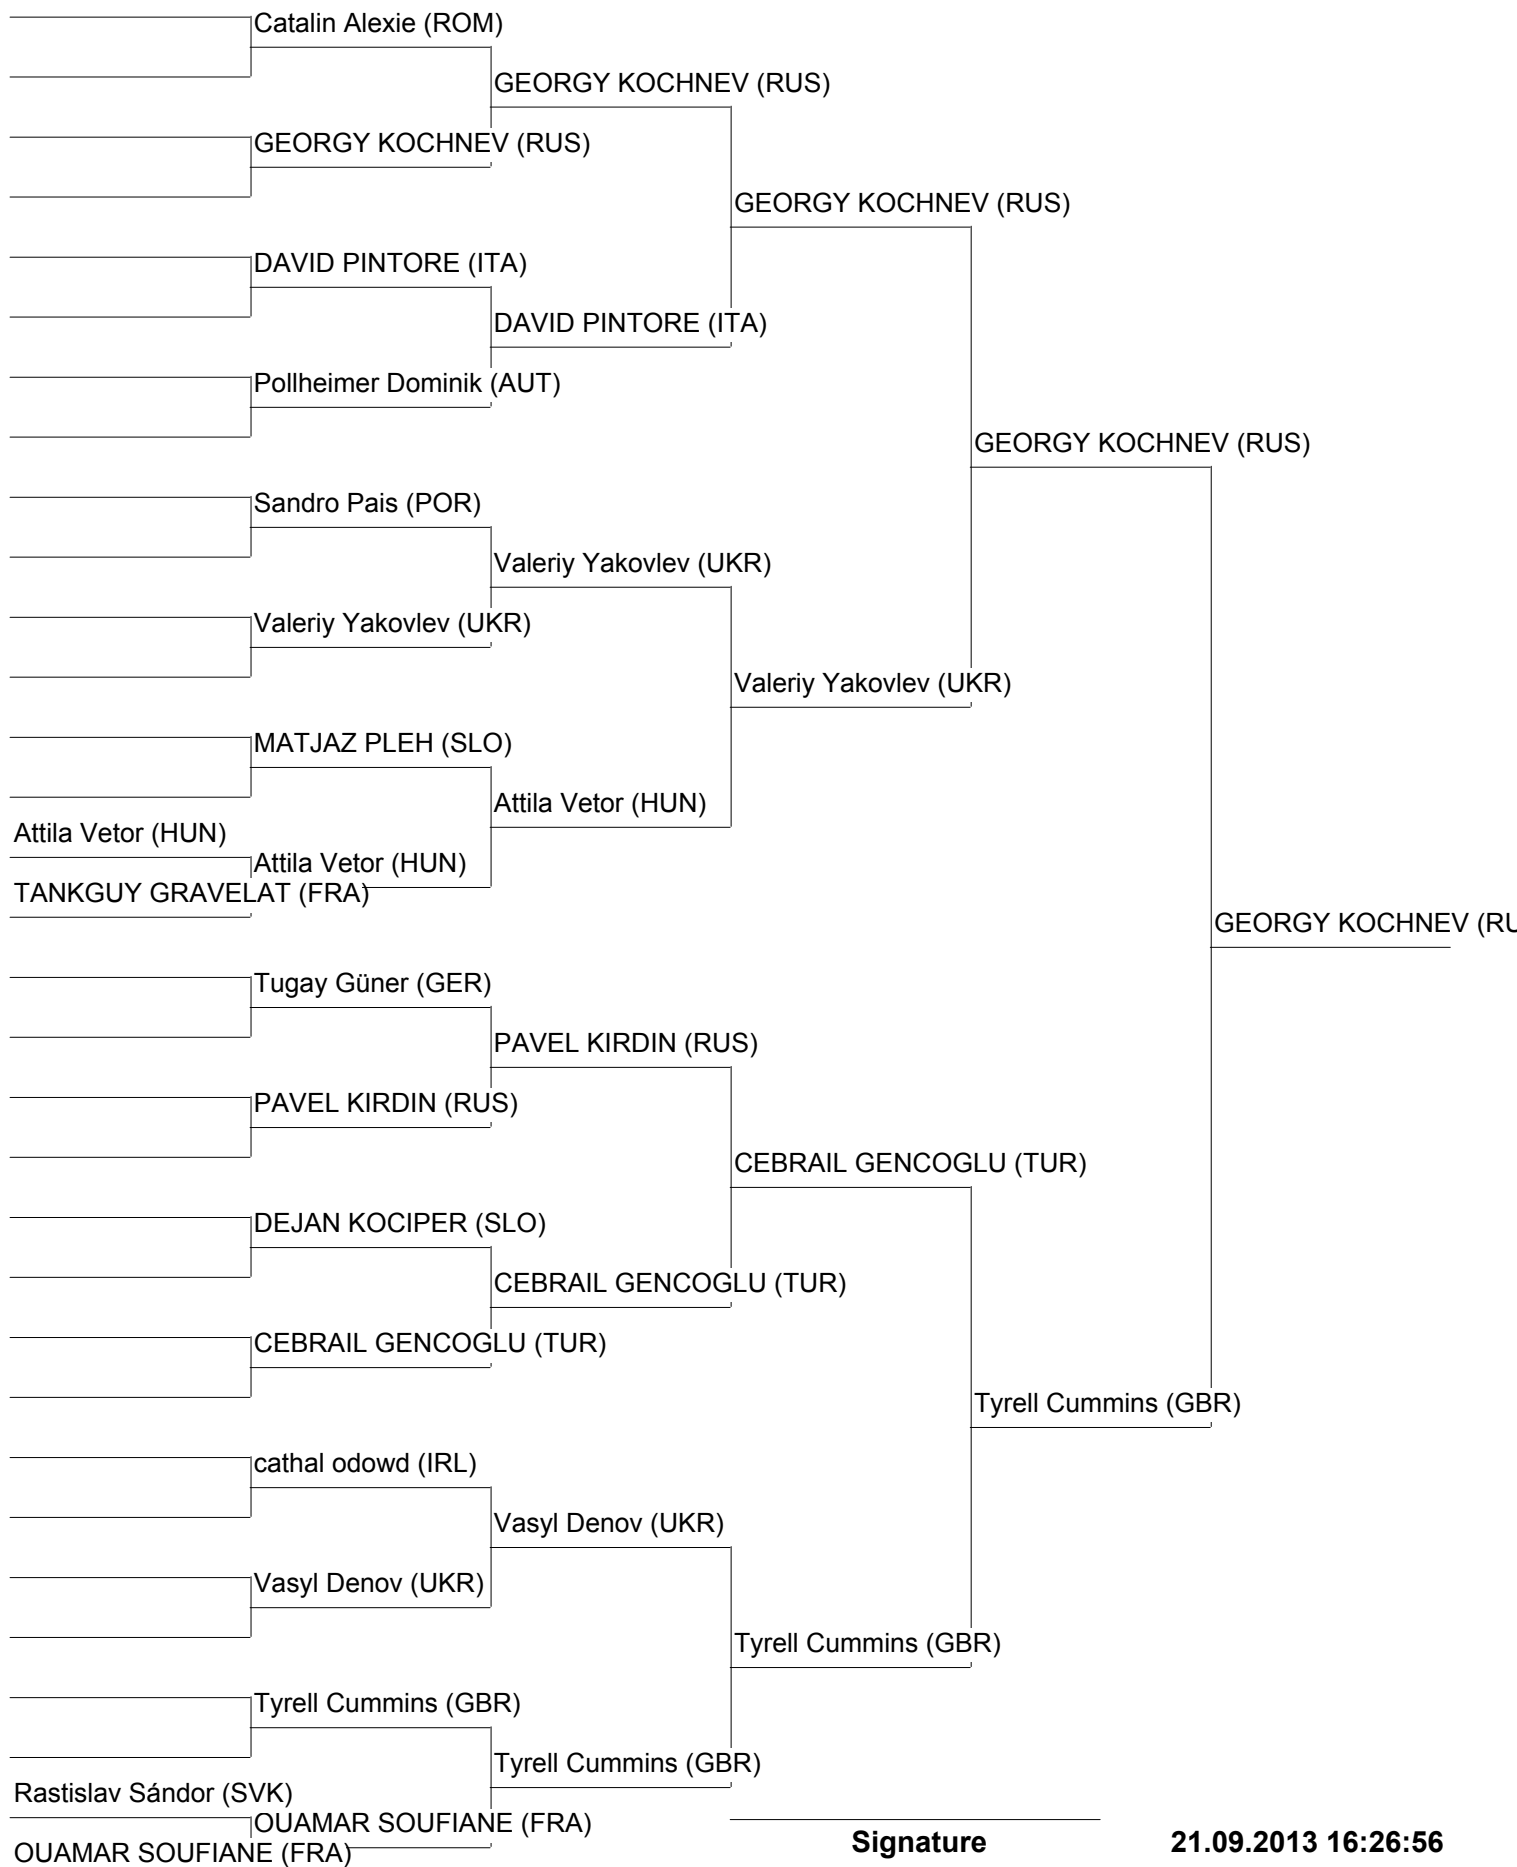 Catalin Alexie (ROM)
GEORGY KOCHNEV (RUS)
GEORGY KOCHNEV (RUS)
GEORGY KOCHNEV (RUS)
DAVID PINTORE (ITA)
DAVID PINTORE (ITA)
Pollheimer Dominik (AUT)
GEORGY KOCHNEV (RUS)
Sandro Pais (POR)
Valeriy Yakovlev (UKR)
Valeriy Yakovlev (UKR)
Valeriy Yakovlev (UKR)
MATJAZ PLEH (SLO)
Attila Vetor (HUN)
Attila Vetor (HUN)
Attila Vetor (HUN)
TANKGUY GRAVELAT (FRA)
GEORGY KOCHNEV (RU
Tugay Güner (GER)
PAVEL KIRDIN (RUS)
PAVEL KIRDIN (RUS)
CEBRAIL GENCOGLU (TUR)
DEJAN KOCIPER (SLO)
CEBRAIL GENCOGLU (TUR)
CEBRAIL GENCOGLU (TUR)
Tyrell Cummins (GBR)
cathal odowd (IRL)
Vasyl Denov (UKR)
Vasyl Denov (UKR)
Tyrell Cummins (GBR)
Tyrell Cummins (GBR)
Tyrell Cummins (GBR)
Rastislav Sándor (SVK)
OUAMAR SOUFIANE (FRA)
OUAMAR SOUFIANE (FRA)
Signature
21.09.2013 16:26:56